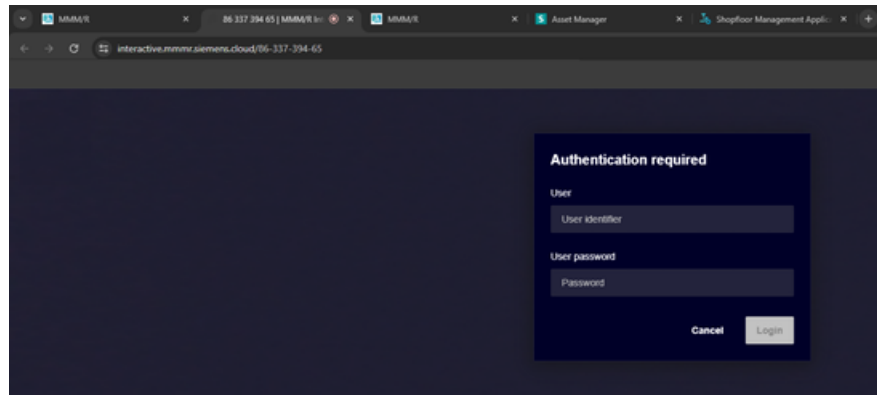 MMM/R
86 337 394 65 | MMM/R Int
MMM/R
Asset Manager
Shopfloor Management Applic
interactive.mmmr.siemens.cloud/86-337-394-65
Authentication required
User
User identifier
User password
Password
Cancel
Login